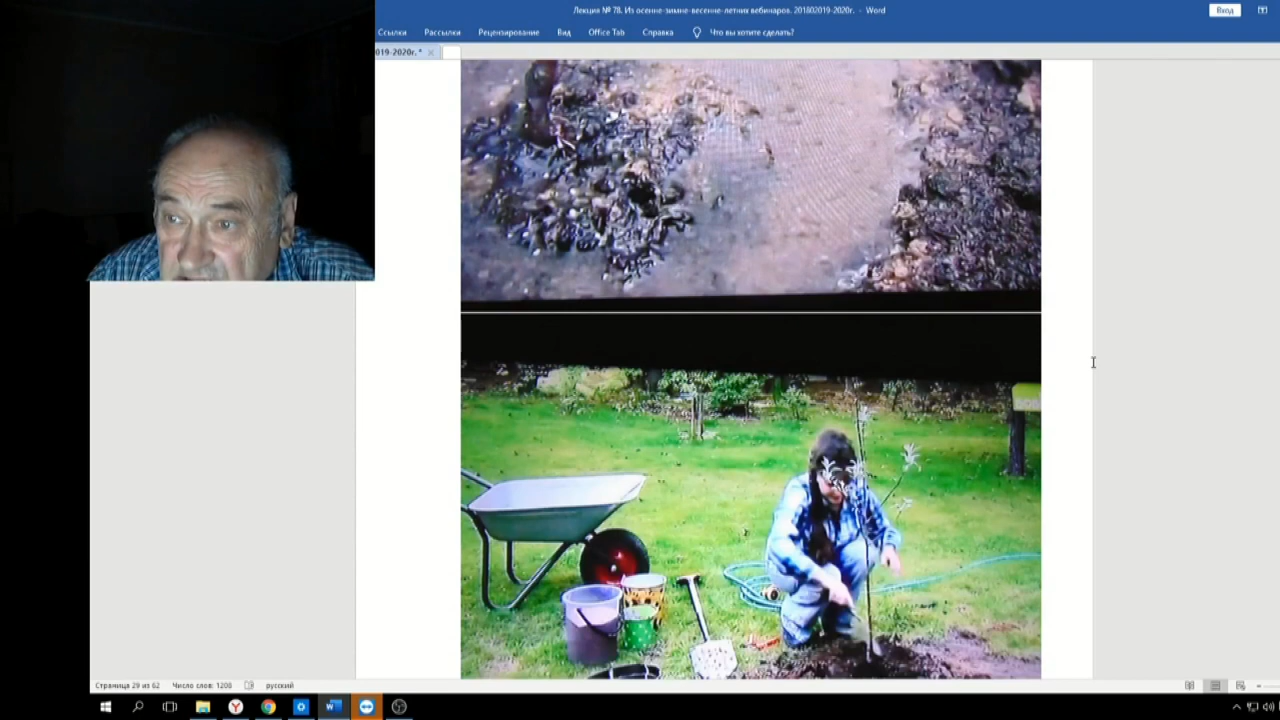 Лекция № 78. Из осенне-зимне-весенне-летних вебинаров. 201802019-2020г. - Word
Вход
Ссылки Рассылки Рецензирование Вид Office Tab Справка Что вы хотите сделать?
019-2020г. *
Страница 29 из 62 Число слов: 1208 русский